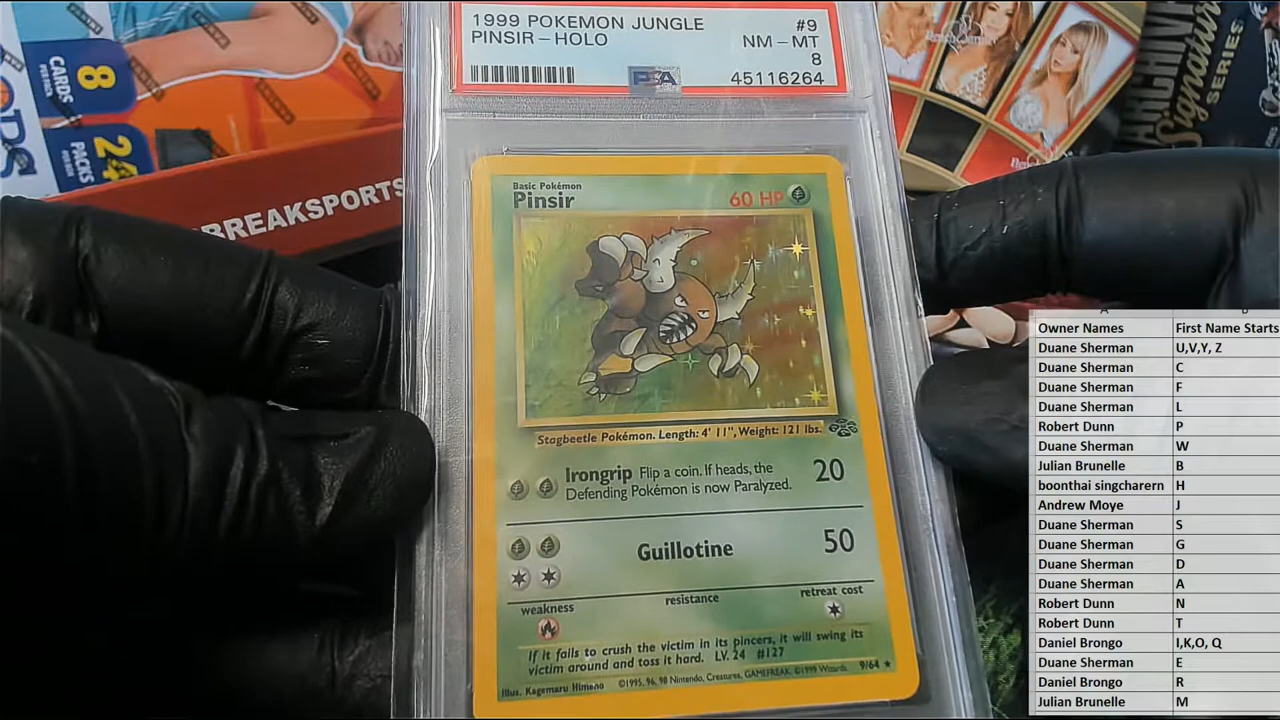 1999 POKEMON JUNGLE #9
PINSIR – HOLO NM – MT
8
PSA 45116264
8
CARDS
PER PACK
24
PACKS
BREAKSPORTS
ARCHIVE
Signature
SERIES
Basic Pokémon
Pinsir 60 HP
Stagbeetle Pokémon. Length: 4' 11", Weight: 121 lbs.
Irongrip Flip a coin. If heads, the
Defending Pokémon is now Paralyzed. 20
Guillotine 50
weakness resistance retreat cost
If it fails to crush the victim in its pincers, it will swing its
victim around and toss it hard. LV. 24 #127
Illus. Kagemaru Himeno ©1995, 96, 98 Nintendo, Creatures, GAMEFREAK. ©1999 Wizards. 9/64 ★
Owner Names First Name Starts
Duane Sherman U,V,Y, Z
Duane Sherman C
Duane Sherman F
Duane Sherman L
Robert Dunn P
Duane Sherman W
Julian Brunelle B
boonthai singcharern H
Andrew Moye J
Duane Sherman S
Duane Sherman G
Duane Sherman D
Duane Sherman A
Robert Dunn N
Robert Dunn T
Daniel Brongo I,K,O, Q
Duane Sherman E
Daniel Brongo R
Julian Brunelle M